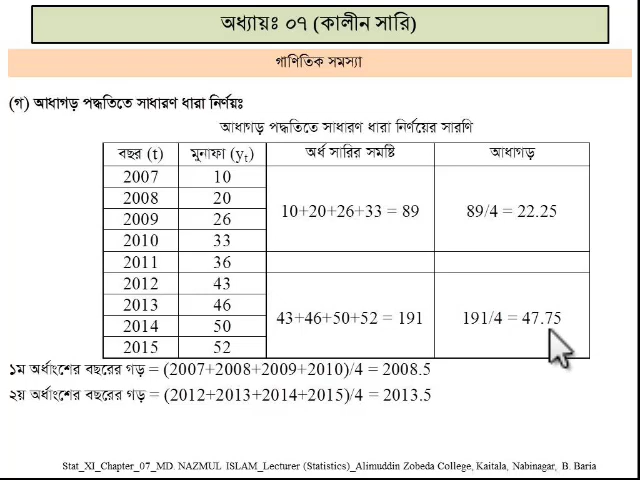 অধ্যায়ঃ ০৭ (কালীন সারি)
গাণিতিক সমস্যা
(গ) আধাগড় পদ্ধতিতে সাধারণ ধারা নির্ণয়ঃ
আধাগড় পদ্ধতিতে সাধারণ ধারা নির্ণয়ের সারণি
বছর (t) মুনাফা (yt) অর্ধ সারির সমষ্টি আধাগড়
2007 10
2008 20
2009 26
10+20+26+33 = 89 89/4 = 22.25
2010 33
2011 36
2012 43
2013 46
43+46+50+52 = 191 191/4 = 47.75
2014 50
2015 52
১ম অর্ধাংশের বছরের গড় = (2007+2008+2009+2010)/4 = 2008.5
২য় অর্ধাংশের বছরের গড় = (2012+2013+2014+2015)/4 = 2013.5
Stat_XI_Chapter_07_MD. NAZMUL ISLAM_Lecturer (Statistics)_Alimuddin Zobeda College, Kaitala, Nabinagar, B. Baria